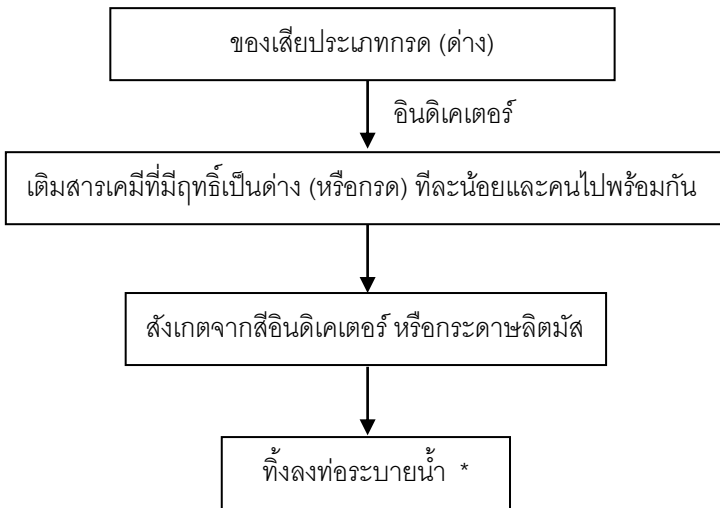 ของเสียประเภทกรด (ด่าง)
อินดิเคเตอร์
เติมสารเคมีที่มีฤทธิ์เป็นด่าง (หรือกรด) ทีละน้อยและคนไปพร้อมกัน
สังเกตจากสีอินดิเคเตอร์ หรือกระดาษลิตมัส
ทิ้งลงท่อระบายน้ำ *